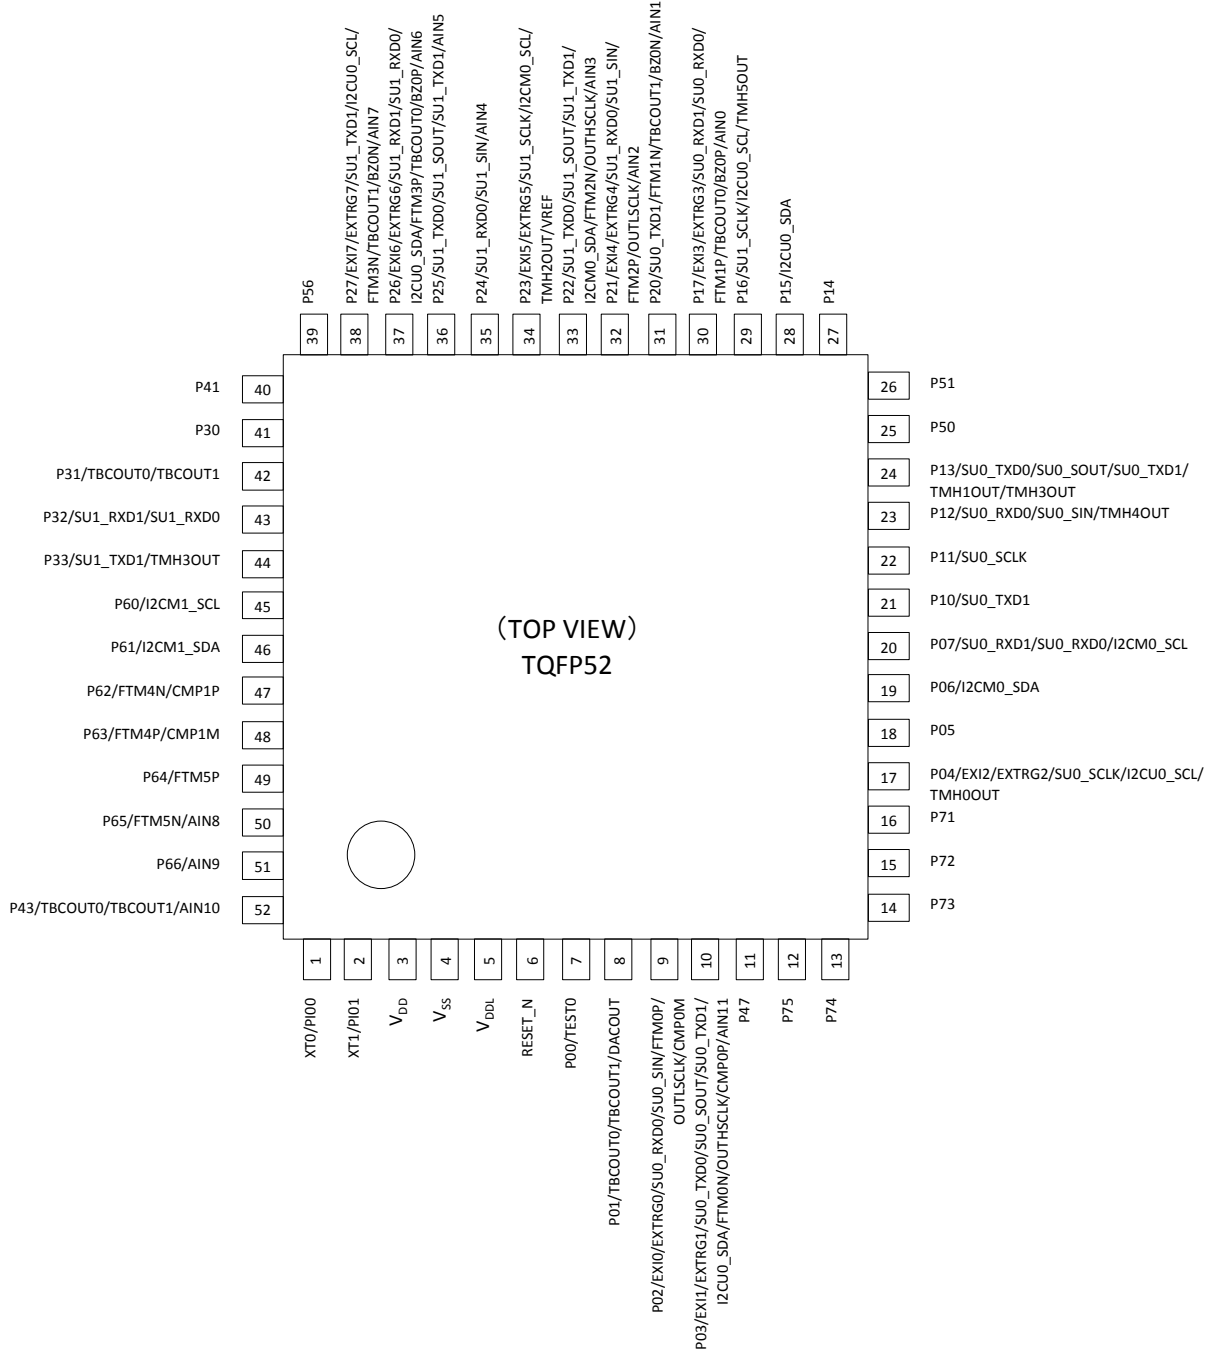 P56
P27/EXI7/EXTRG7/SU1_TXD1/I2CU0_SCL/
FTM3N/TBCOUT1/BZ0N/AIN7
P26/EXI6/EXTRG6/SU1_RXD1/SU1_RXD0/
I2CU0_SDA/FTM3P/TBCOUT0/BZ0P/AIN6
P25/SU1_TXD0/SU1_SOUT/SU1_TXD1/AIN5
P24/SU1_RXD0/SU1_SIN/AIN4
P23/EXI5/EXTRG5/SU1_SCLK/I2CM0_SCL/
TMH2OUT/VREF
P22/SU1_TXD0/SU1_SOUT/SU1_TXD1/
I2CM0_SDA/FTM2N/OUTHSCLK/AIN3
P21/EXI4/EXTRG4/SU1_RXD0/SU1_SIN/
FTM2P/OUTLSCLK/AIN2
P20/SU0_TXD1/FTM1N/TBCOUT1/BZ0N/AIN1
P17/EXI3/EXTRG3/SU0_RXD1/SU0_RXD0/
FTM1P/TBCOUT0/BZ0P/AIN0
P16/SU1_SCLK/I2CU0_SCL/TMH5OUT
P15/I2CU0_SDA
P14
39
38
37
36
35
34
33
32
31
30
29
28
27
P41 40
P30 41
P31/TBCOUT0/TBCOUT1 42
P32/SU1_RXD1/SU1_RXD0 43
P33/SU1_TXD1/TMH3OUT 44
P60/I2CM1_SCL 45
P61/I2CM1_SDA 46
P62/FTM4N/CMP1P 47
P63/FTM4P/CMP1M 48
P64/FTM5P 49
P65/FTM5N/AIN8 50
P66/AIN9 51
P43/TBCOUT0/TBCOUT1/AIN10 52
（TOP VIEW）
TQFP52
26 P51
25 P50
24 P13/SU0_TXD0/SU0_SOUT/SU0_TXD1/
TMH1OUT/TMH3OUT
23 P12/SU0_RXD0/SU0_SIN/TMH4OUT
22 P11/SU0_SCLK
21 P10/SU0_TXD1
20 P07/SU0_RXD1/SU0_RXD0/I2CM0_SCL
19 P06/I2CM0_SDA
18 P05
17 P04/EXI2/EXTRG2/SU0_SCLK/I2CU0_SCL/
TMH0OUT
16 P71
15 P72
14 P73
1
2
3
4
5
6
7
8
9
10
11
12
13
XT0/PI00
XT1/PI01
VDD
VSS
VDDL
RESET_N
P00/TEST0
P01/TBCOUT0/TBCOUT1/DACOUT
P02/EXI0/EXTRG0/SU0_RXD0/SU0_SIN/FTM0P/
OUTLSCLK/CMP0M
P03/EXI1/EXTRG1/SU0_TXD0/SU0_SOUT/SU0_TXD1/
I2CU0_SDA/FTM0N/OUTHSCLK/CMP0P/AIN11
P47
P75
P74